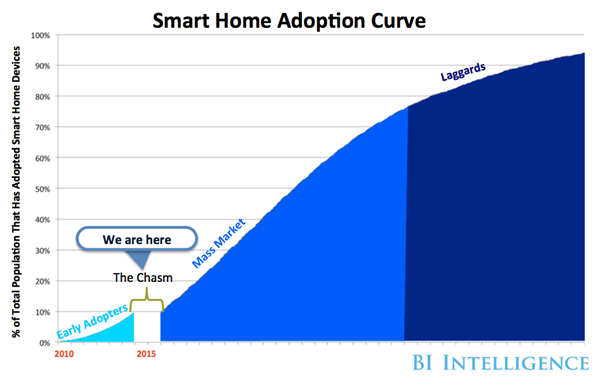 Smart Home Adoption Curve
% of Total Population That Has Adopted Smart Home Devices
100%
90%
80%
70%
60%
50%
40%
30%
20%
10%
0%
Laggards
Mass Market
We are here
The Chasm
Early Adopters
2010
2015
BI INTELLIGENCE